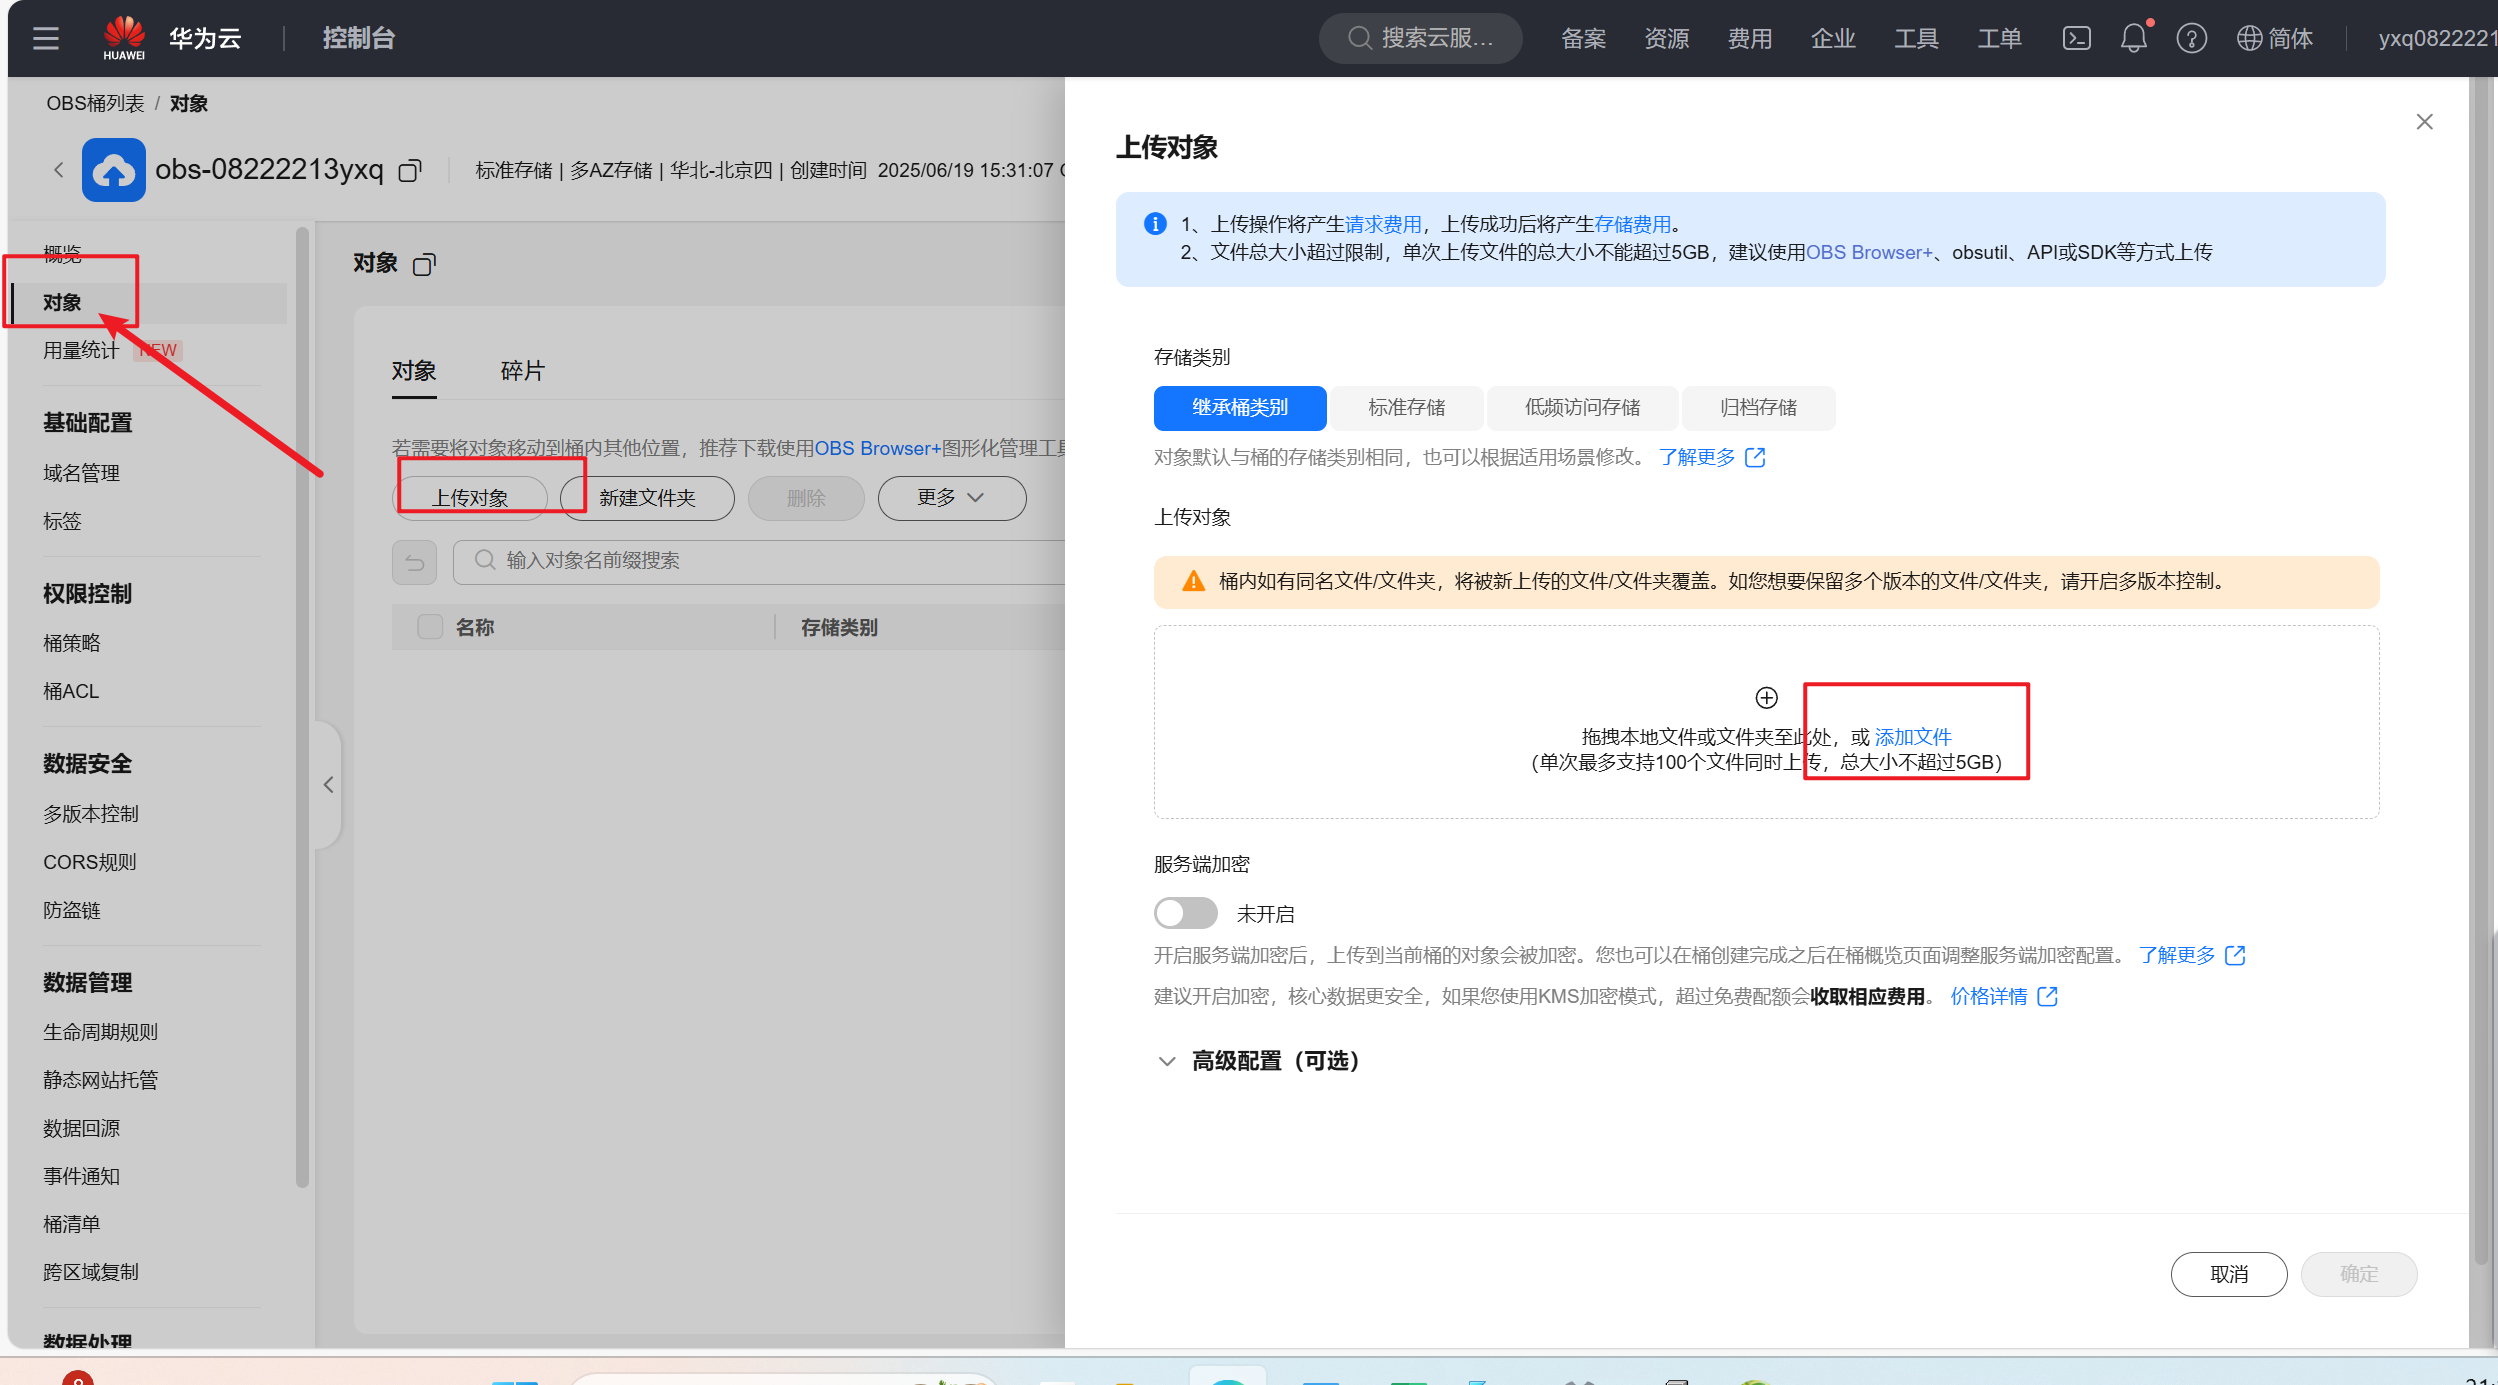 HUAWEI
华为云
控制台
搜索云服...
备案
资源
费用
企业
工具
工单
简体
yxq08222221
OBS桶列表 / 对象
obs-08222213yxq
标准存储 | 多AZ存储 | 华北-北京四 | 创建时间 2025/06/19 15:31:07
概览
对象
用量统计 NEW
基础配置
域名管理
标签
权限控制
桶策略
桶ACL
数据安全
多版本控制
CORS规则
防盗链
数据管理
生命周期规则
静态网站托管
数据回源
事件通知
桶清单
跨区域复制
数据处理
对象
对象
碎片
若需要将对象移动到桶内其他位置，推荐下载使用OBS Browser+图形化管理工具
上传对象
新建文件夹
删除
更多
输入对象名前缀搜索
名称
存储类别
上传对象
1、上传操作将产生请求费用，上传成功后将产生存储费用。
2、文件总大小超过限制，单次上传文件的总大小不能超过5GB，建议使用OBS Browser+、obsutil、API或SDK等方式上传
存储类别
继承桶类别
标准存储
低频访问存储
归档存储
对象默认与桶的存储类别相同，也可以根据适用场景修改。 了解更多
上传对象
桶内如有同名文件/文件夹，将被新上传的文件/文件夹覆盖。如您想要保留多个版本的文件/文件夹，请开启多版本控制。
拖拽本地文件或文件夹至此处，或 添加文件
（单次最多支持100个文件同时上传，总大小不超过5GB）
服务端加密
未开启
开启服务端加密后，上传到当前桶的对象会被加密。您也可以在桶创建完成之后在桶概览页面调整服务端加密配置。 了解更多
建议开启加密，核心数据更安全，如果您使用KMS加密模式，超过免费配额会收取相应费用。 价格详情
高级配置（可选）
取消
确定